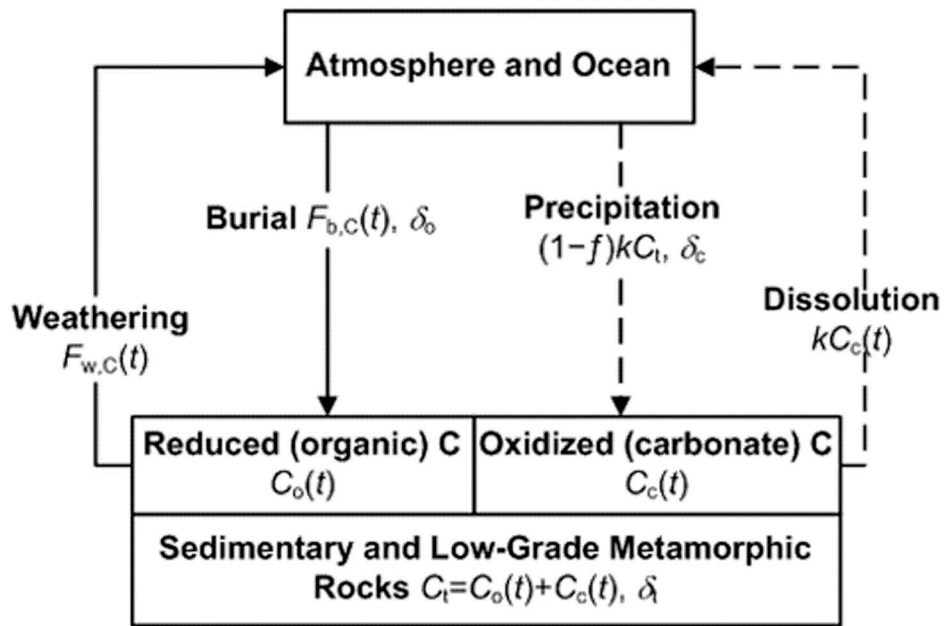 Atmosphere and Ocean
Burial F_b,C(t), δ_o
Precipitation
(1−f)kC_t, δ_c
Weathering
F_w,C(t)
Dissolution
kC_c(t)
Reduced (organic) C
C_o(t)
Oxidized (carbonate) C
C_c(t)
Sedimentary and Low-Grade Metamorphic
Rocks C_t=C_o(t)+C_c(t), δ_t